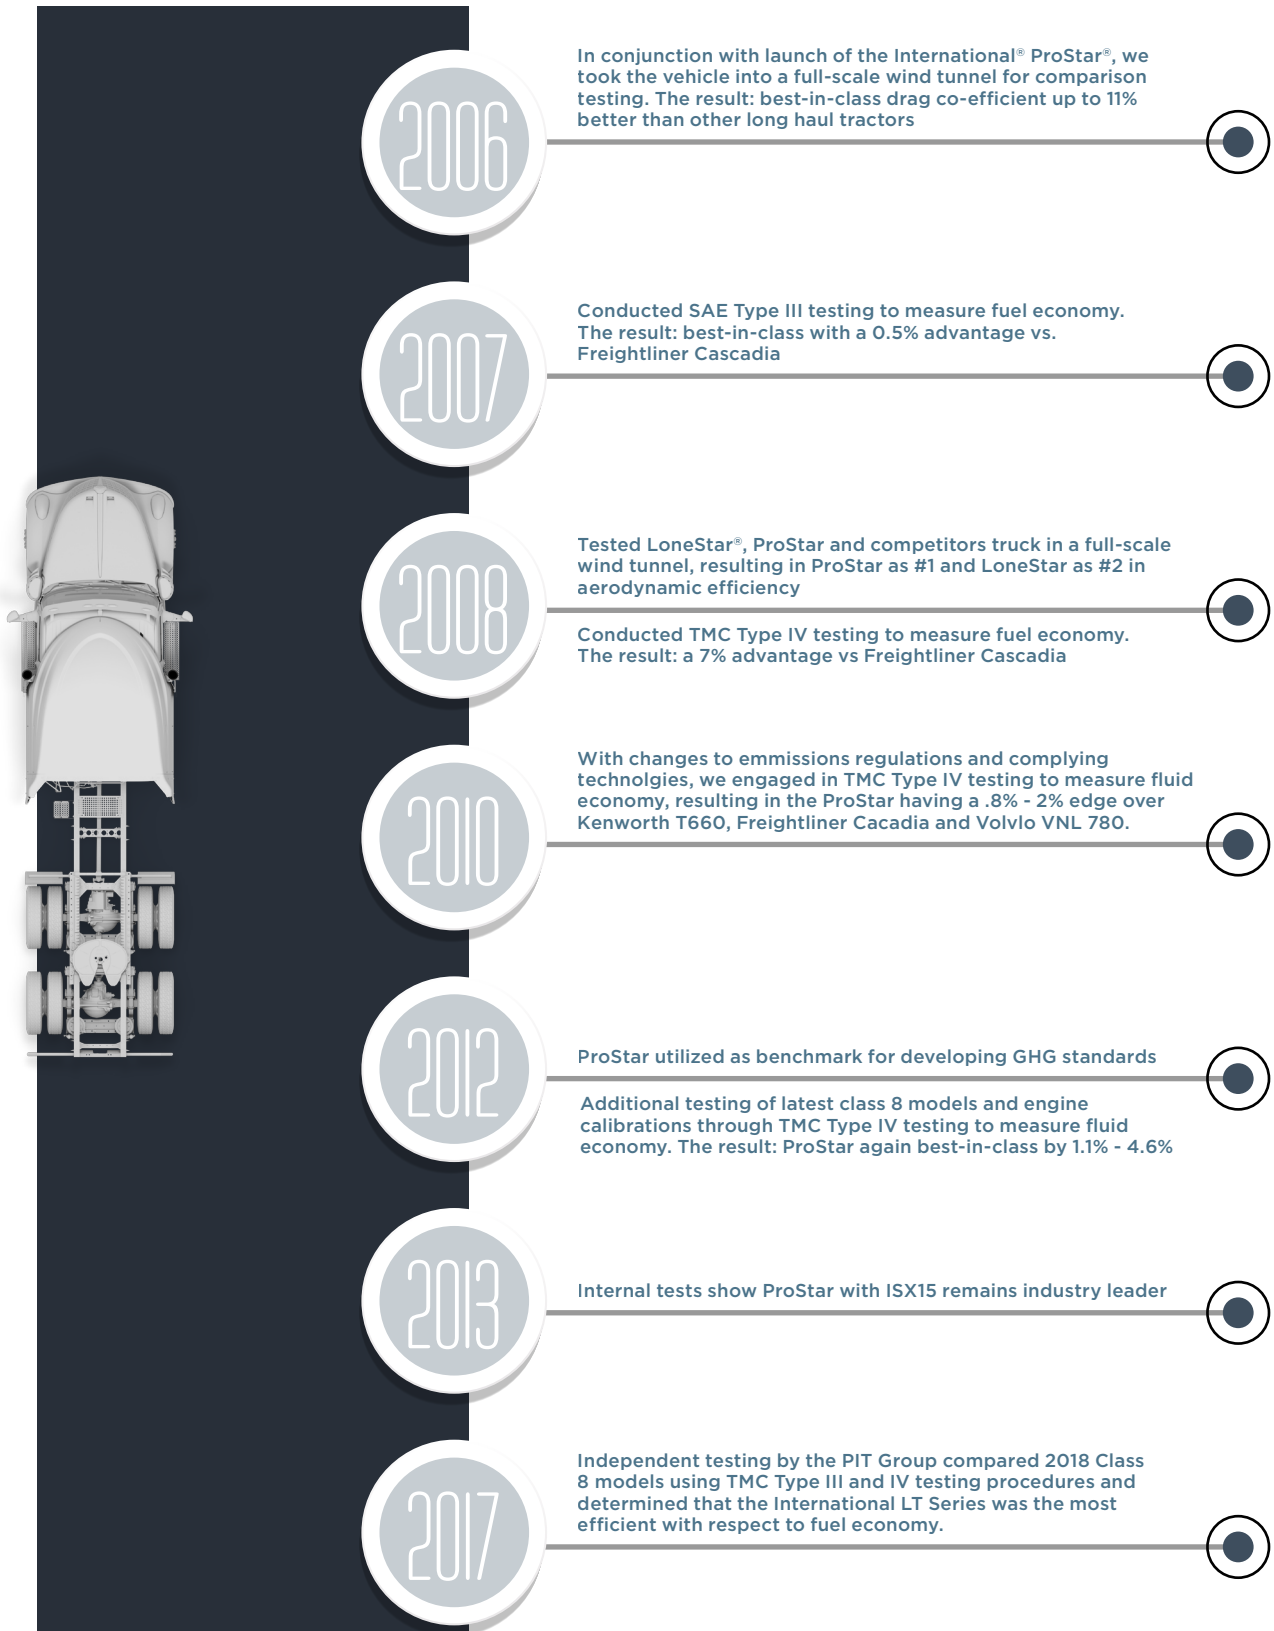 2006
In conjunction with launch of the International® ProStar®, we
took the vehicle into a full-scale wind tunnel for comparison
testing. The result: best-in-class drag co-efficient up to 11%
better than other long haul tractors
2007
Conducted SAE Type III testing to measure fuel economy.
The result: best-in-class with a 0.5% advantage vs.
Freightliner Cascadia
2008
Tested LoneStar®, ProStar and competitors truck in a full-scale
wind tunnel, resulting in ProStar as #1 and LoneStar as #2 in
aerodynamic efficiency
Conducted TMC Type IV testing to measure fuel economy.
The result: a 7% advantage vs Freightliner Cascadia
2010
With changes to emmissions regulations and complying
technolgies, we engaged in TMC Type IV testing to measure fluid
economy, resulting in the ProStar having a .8% - 2% edge over
Kenworth T660, Freightliner Cacadia and Volvlo VNL 780.
2012
ProStar utilized as benchmark for developing GHG standards
Additional testing of latest class 8 models and engine
calibrations through TMC Type IV testing to measure fluid
economy. The result: ProStar again best-in-class by 1.1% - 4.6%
2013
Internal tests show ProStar with ISX15 remains industry leader
2017
Independent testing by the PIT Group compared 2018 Class
8 models using TMC Type III and IV testing procedures and
determined that the International LT Series was the most
efficient with respect to fuel economy.